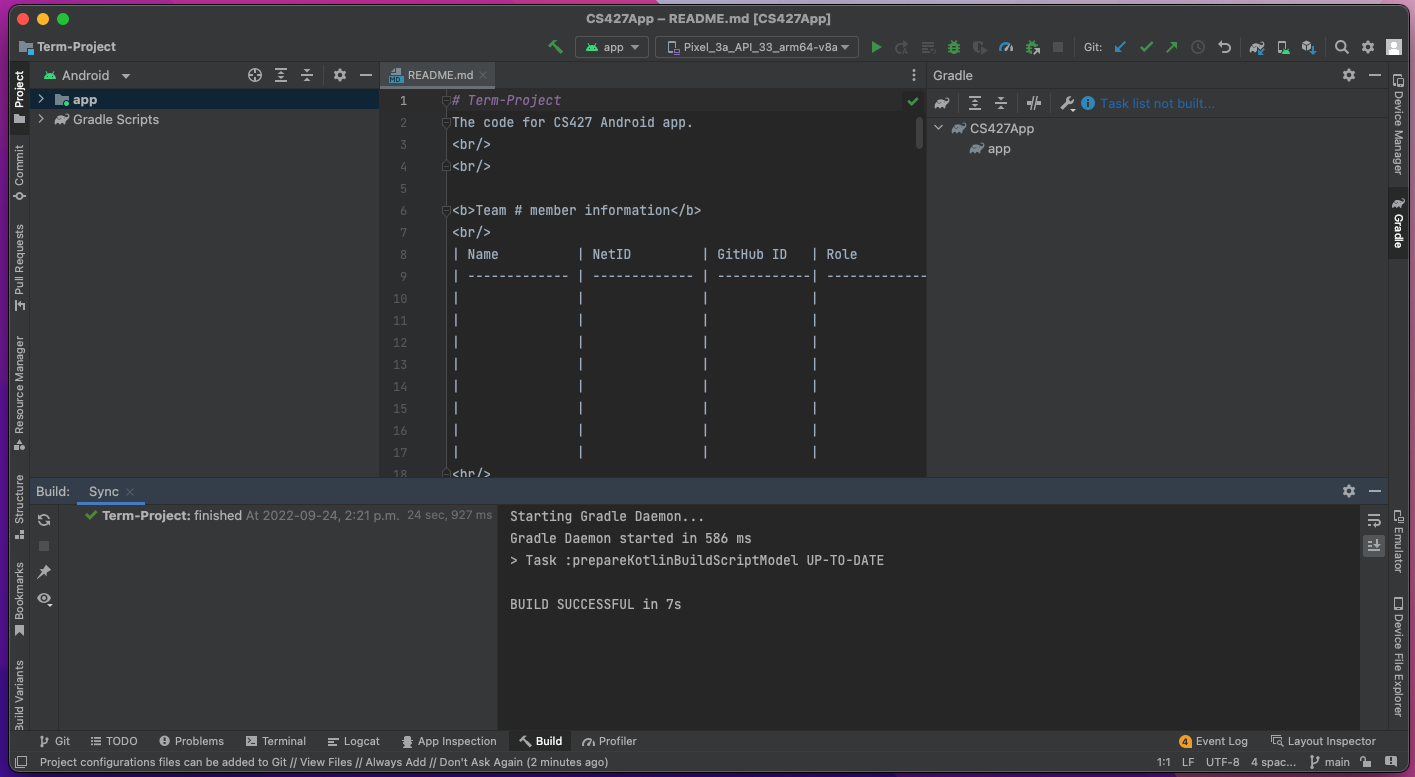 CS427App – README.md [CS427App]
Term-Project
app
Pixel_3a_API_33_arm64-v8a
Git:
Project
Commit
Pull Requests
Resource Manager
Structure
Bookmarks
Build Variants
Android
app
Gradle Scripts
README.md
1 # Term-Project
2 The code for CS427 Android app.
3 <br/>
4 <br/>
5
6 <b>Team # member information</b>
7 <br/>
8 | Name | NetID | GitHub ID | Role
9 | ------------- | ------------- | ------------| -------------
10 | | | |
11 | | | |
12 | | | |
13 | | | |
14 | | | |
15 | | | |
16 | | | |
17 | | | |
18 <br/>
Gradle
Task list not built...
CS427App
app
Device Manager
Gradle
Emulator
Device File Explorer
Build: Sync
Term-Project: finished At 2022-09-24, 2:21 p.m. 24 sec, 927 ms
Starting Gradle Daemon...
Gradle Daemon started in 586 ms
> Task :prepareKotlinBuildScriptModel UP-TO-DATE
BUILD SUCCESSFUL in 7s
Git TODO Problems Terminal Logcat App Inspection Build Profiler 4 Event Log Layout Inspector
Project configurations files can be added to Git // View Files // Always Add // Don't Ask Again (2 minutes ago) 1:1 LF UTF-8 4 spac... main